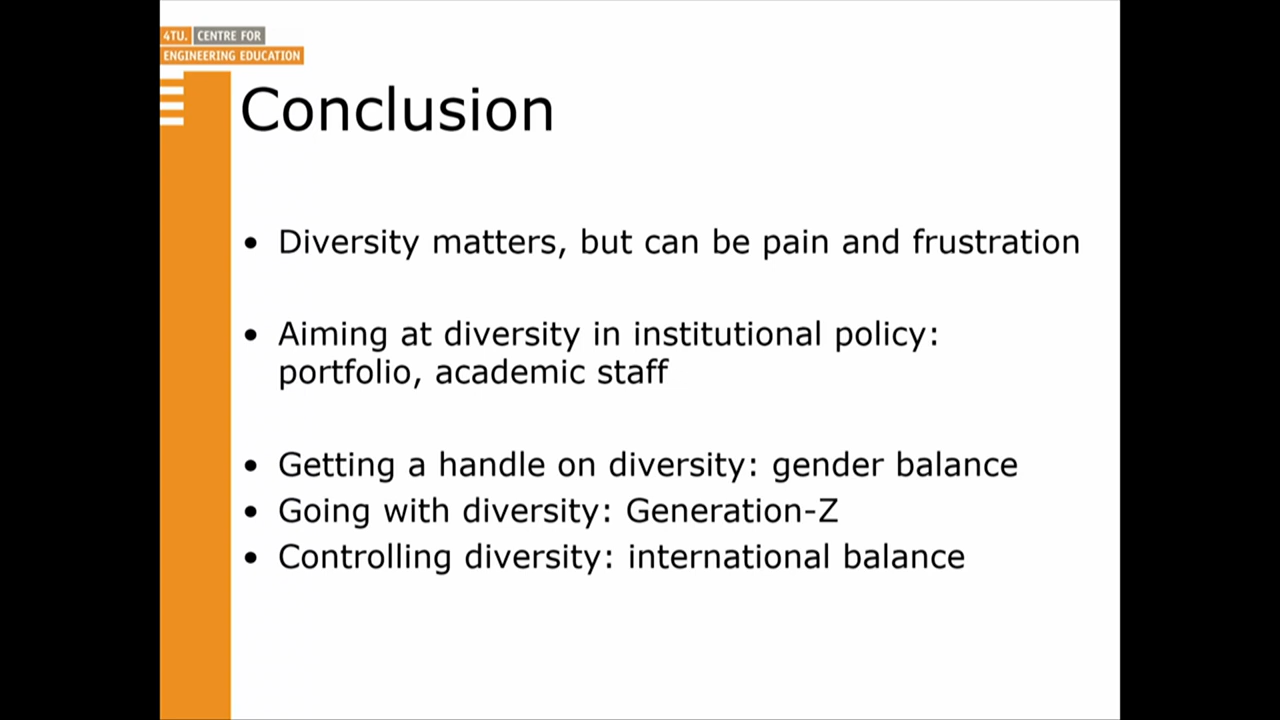 4TU. CENTRE FOR
ENGINEERING EDUCATION
Conclusion
• Diversity matters, but can be pain and frustration
• Aiming at diversity in institutional policy:
portfolio, academic staff
• Getting a handle on diversity: gender balance
• Going with diversity: Generation-Z
• Controlling diversity: international balance